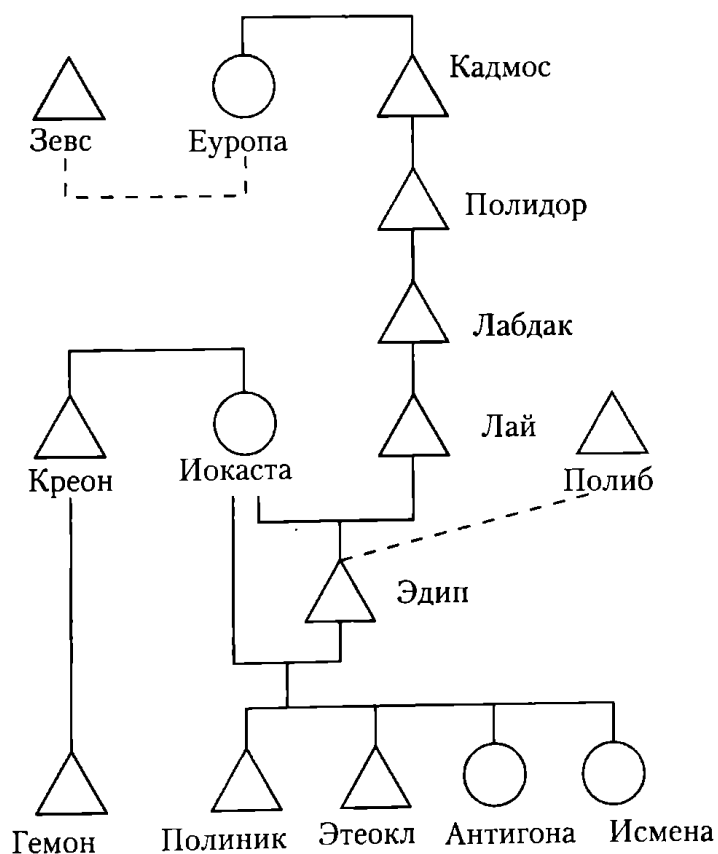 Кадмос
Зевс
Еуропа
Полидор
Лабдак
Лай
Креон
Иокаста
Полиб
Эдип
Гемон
Полиник
Этеокл
Антигона
Исмена